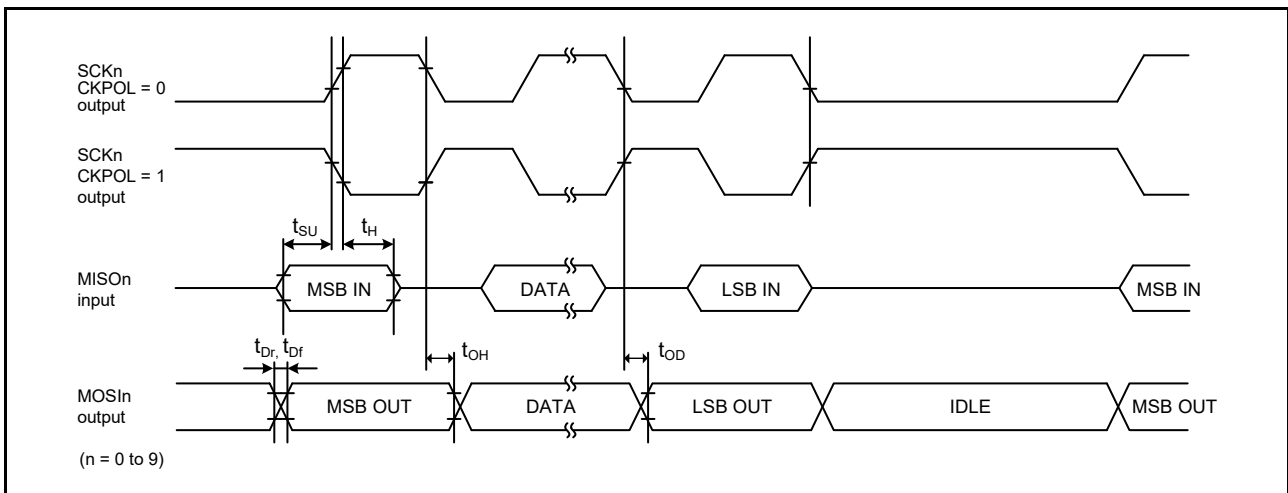 SCKn
CKPOL = 0
output
SCKn
CKPOL = 1
output
tSU
tH
MISOn
input
MSB IN
DATA
LSB IN
MSB IN
tDr, tDf
tOH
tOD
MOSIn
output
MSB OUT
DATA
LSB OUT
IDLE
MSB OUT
(n = 0 to 9)